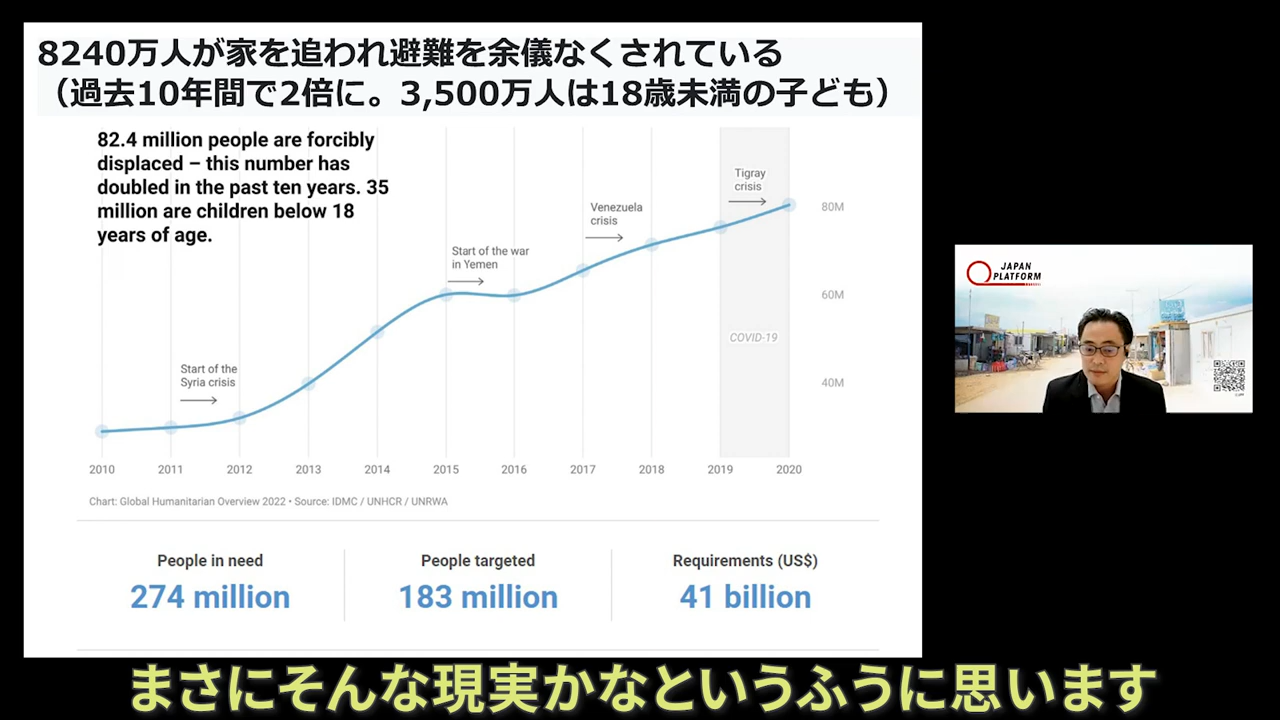 8240万人が家を追われ避難を余儀なくされている
（過去10年間で2倍に。3,500万人は18歳未満の子ども）
82.4 million people are forcibly
displaced – this number has
doubled in the past ten years. 35
million are children below 18
years of age.
Tigray
crisis
Venezuela
crisis
Start of the war
in Yemen
Start of the
Syria crisis
COVID-19
80M
60M
40M
2010 2011 2012 2013 2014 2015 2016 2017 2018 2019 2020
Chart: Global Humanitarian Overview 2022 • Source: IDMC / UNHCR / UNRWA
People in need
274 million
People targeted
183 million
Requirements (US$)
41 billion
JAPAN
PLATFORM
まさにそんな現実かなというふうに思います